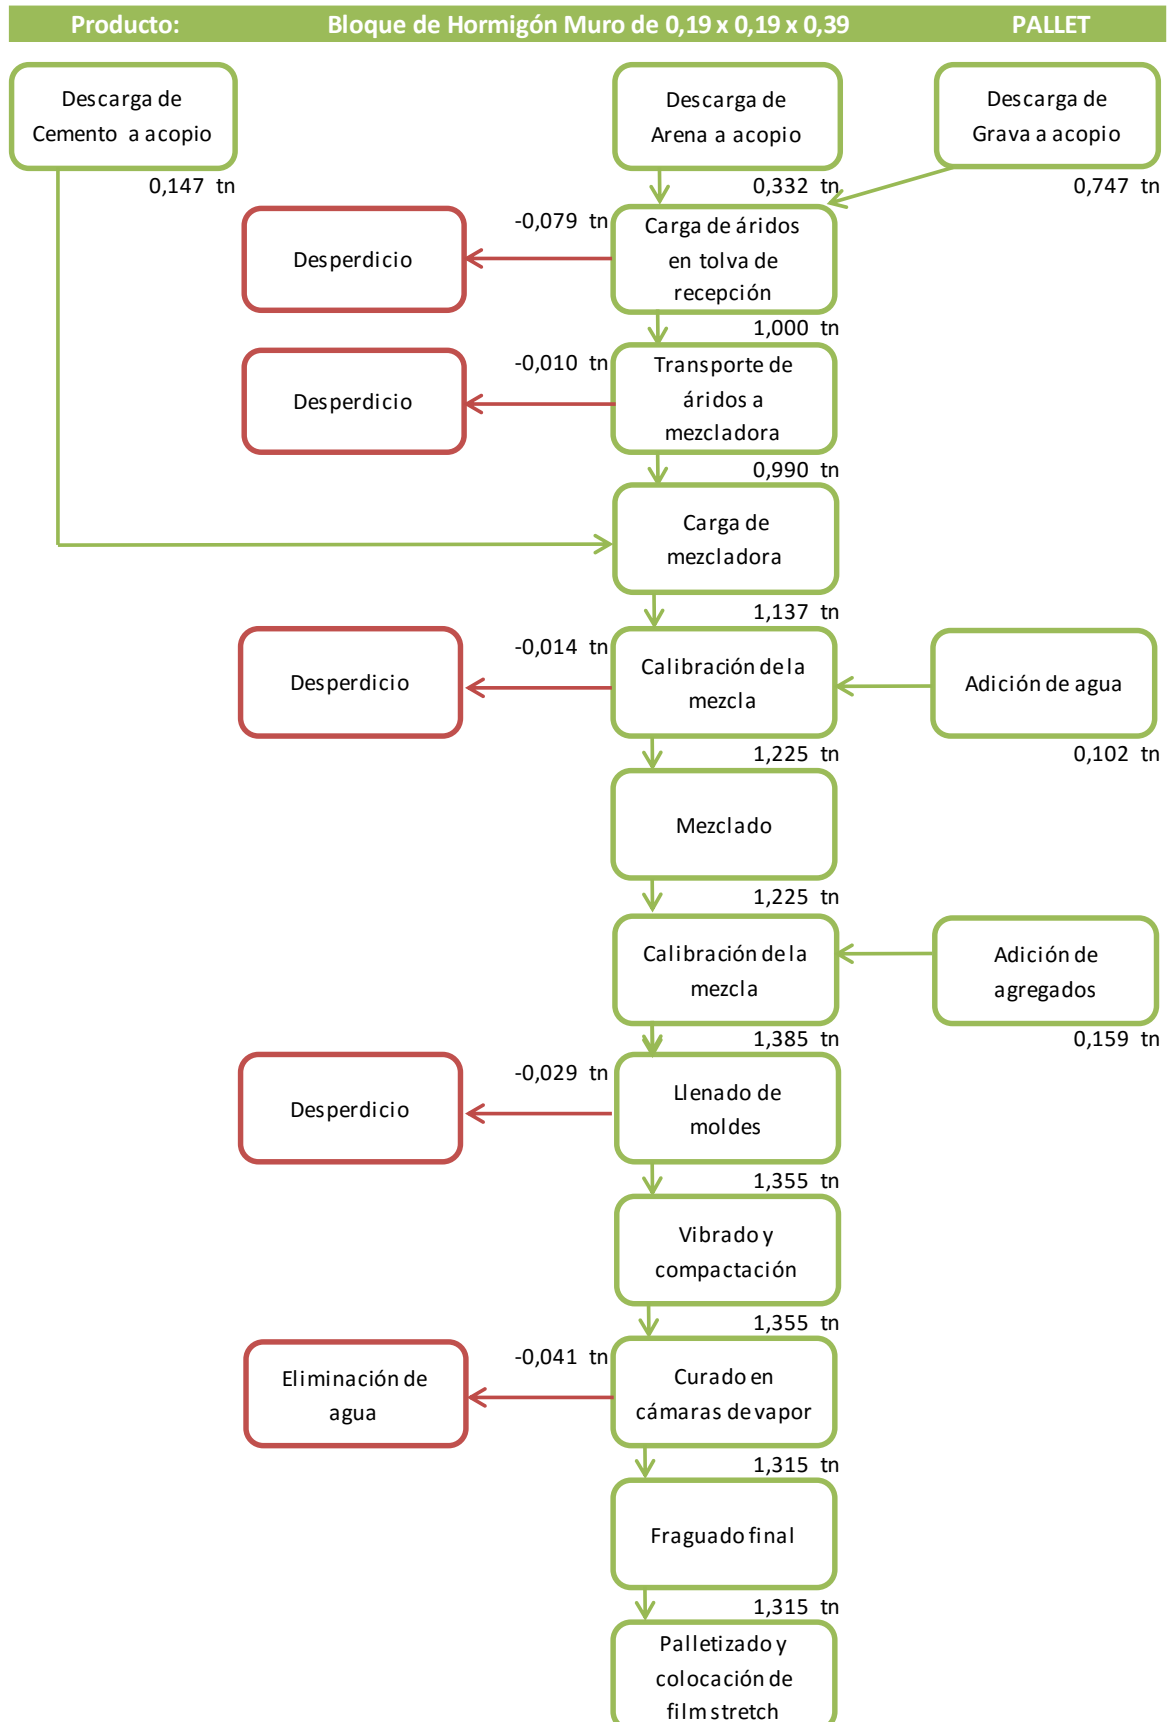 Producto: Bloque de Hormigón Muro de 0,19 x 0,19 x 0,39 PALLET
Descarga de
Cemento a acopio
0,147 tn
Descarga de
Arena a acopio
0,332 tn
Descarga de
Grava a acopio
0,747 tn
-0,079 tn
Desperdicio
Carga de áridos
en tolva de
recepción
1,000 tn
-0,010 tn
Desperdicio
Transporte de
áridos a
mezcladora
0,990 tn
Carga de
mezcladora
1,137 tn
-0,014 tn
Desperdicio
Calibración de la
mezcla
Adición de agua
1,225 tn
0,102 tn
Mezclado
1,225 tn
Calibración de la
mezcla
Adición de
agregados
1,385 tn
0,159 tn
-0,029 tn
Desperdicio
Llenado de
moldes
1,355 tn
Vibrado y
compactación
1,355 tn
-0,041 tn
Eliminación de
agua
Curado en
cámaras de vapor
1,315 tn
Fraguado final
1,315 tn
Palletizado y
colocación de
film stretch